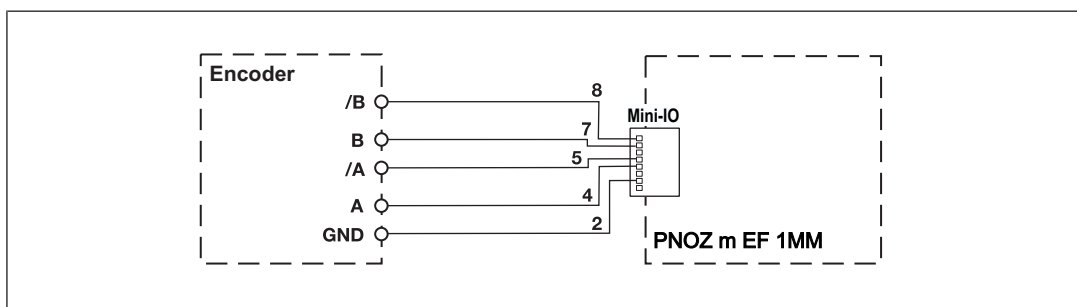 Encoder
/B
8
Mini-IO
B
7
/A
5
A
4
GND
2
PNOZ m EF 1MM